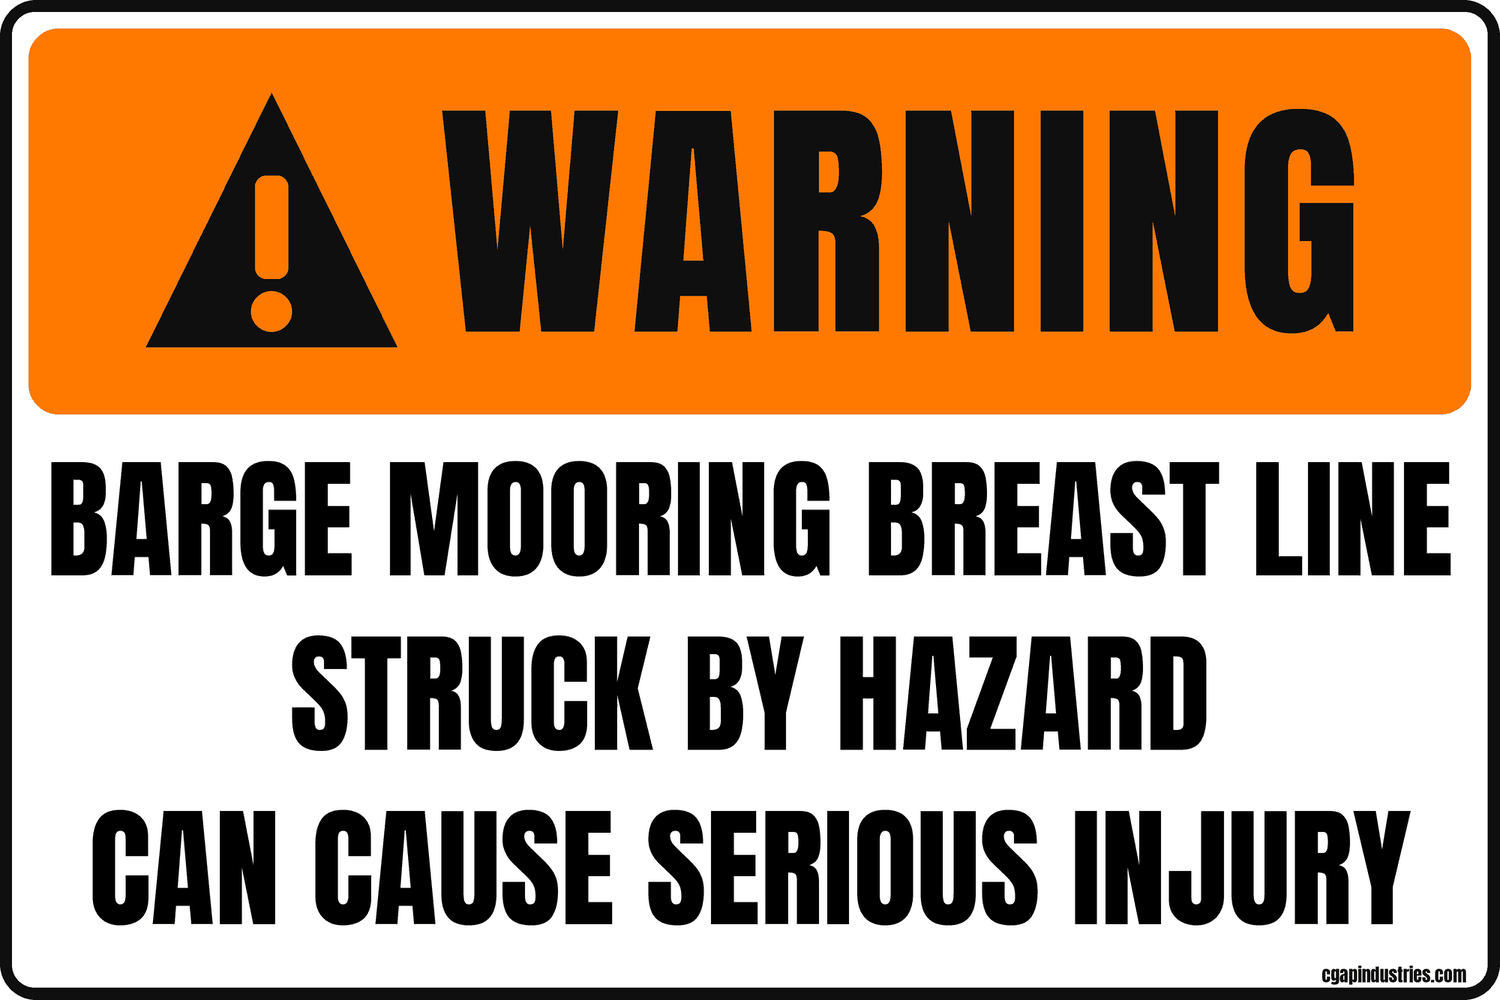 WARNING
BARGE MOORING BREAST LINE
STRUCK BY HAZARD
CAN CAUSE SERIOUS INJURY
cgapindustries.com